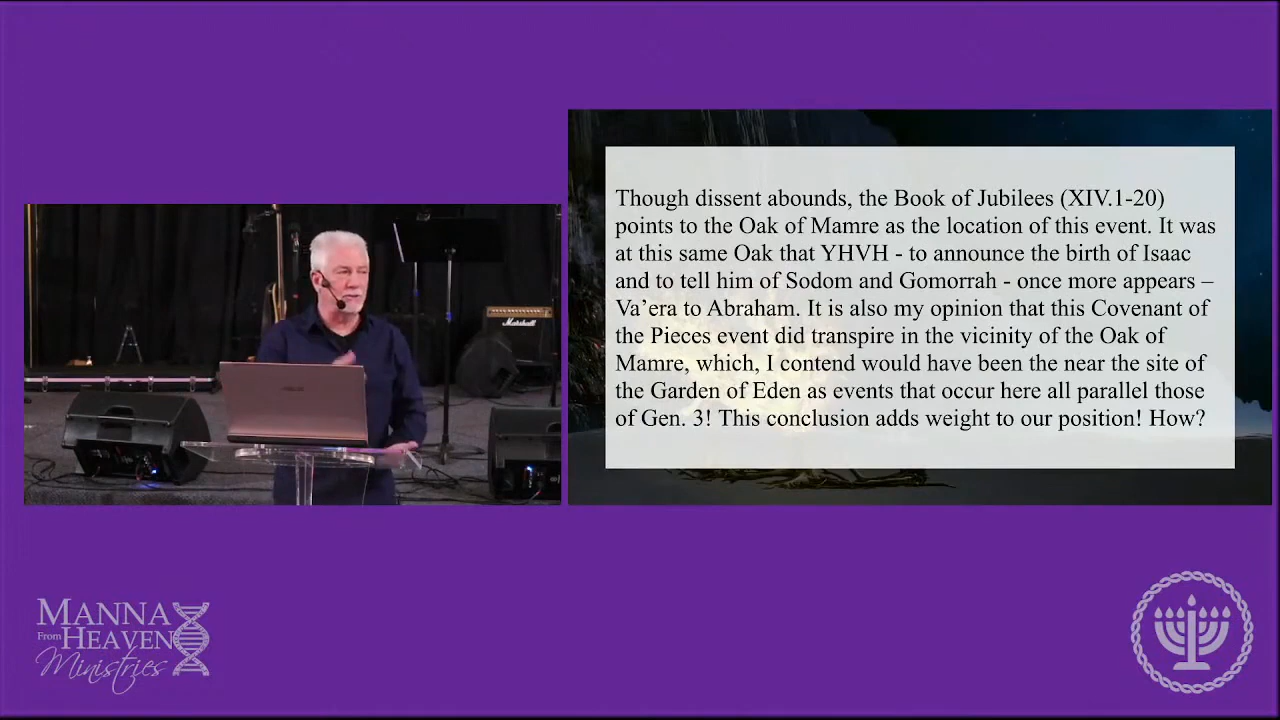 Though dissent abounds, the Book of Jubilees (XIV.1-20)
points to the Oak of Mamre as the location of this event. It was
at this same Oak that YHVH - to announce the birth of Isaac
and to tell him of Sodom and Gomorrah - once more appears –
Va’era to Abraham. It is also my opinion that this Covenant of
the Pieces event did transpire in the vicinity of the Oak of
Mamre, which, I contend would have been the near the site of
the Garden of Eden as events that occur here all parallel those
of Gen. 3! This conclusion adds weight to our position! How?
Marshall
MANNA
From HEAVEN
Ministries